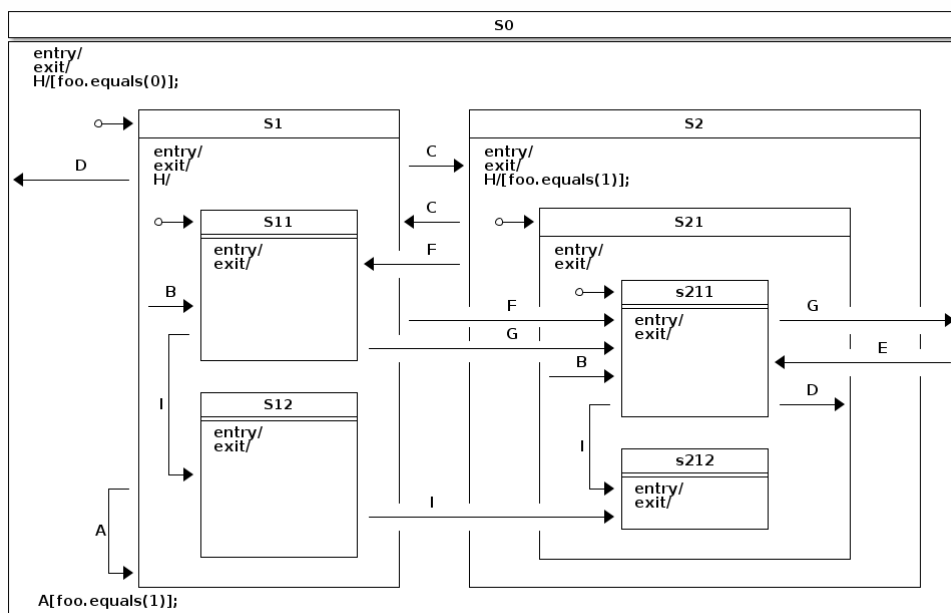 S0
entry/
exit/
H/[foo.equals(0)];
S1
S2
entry/
exit/
H/
C
entry/
exit/
H/[foo.equals(1)];
D
S11
C
S21
entry/
exit/
F
entry/
exit/
s211
B
F
entry/
exit/
G
G
E
B
D
I
S12
entry/
exit/
I
s212
entry/
exit/
I
A
A[foo.equals(1)];